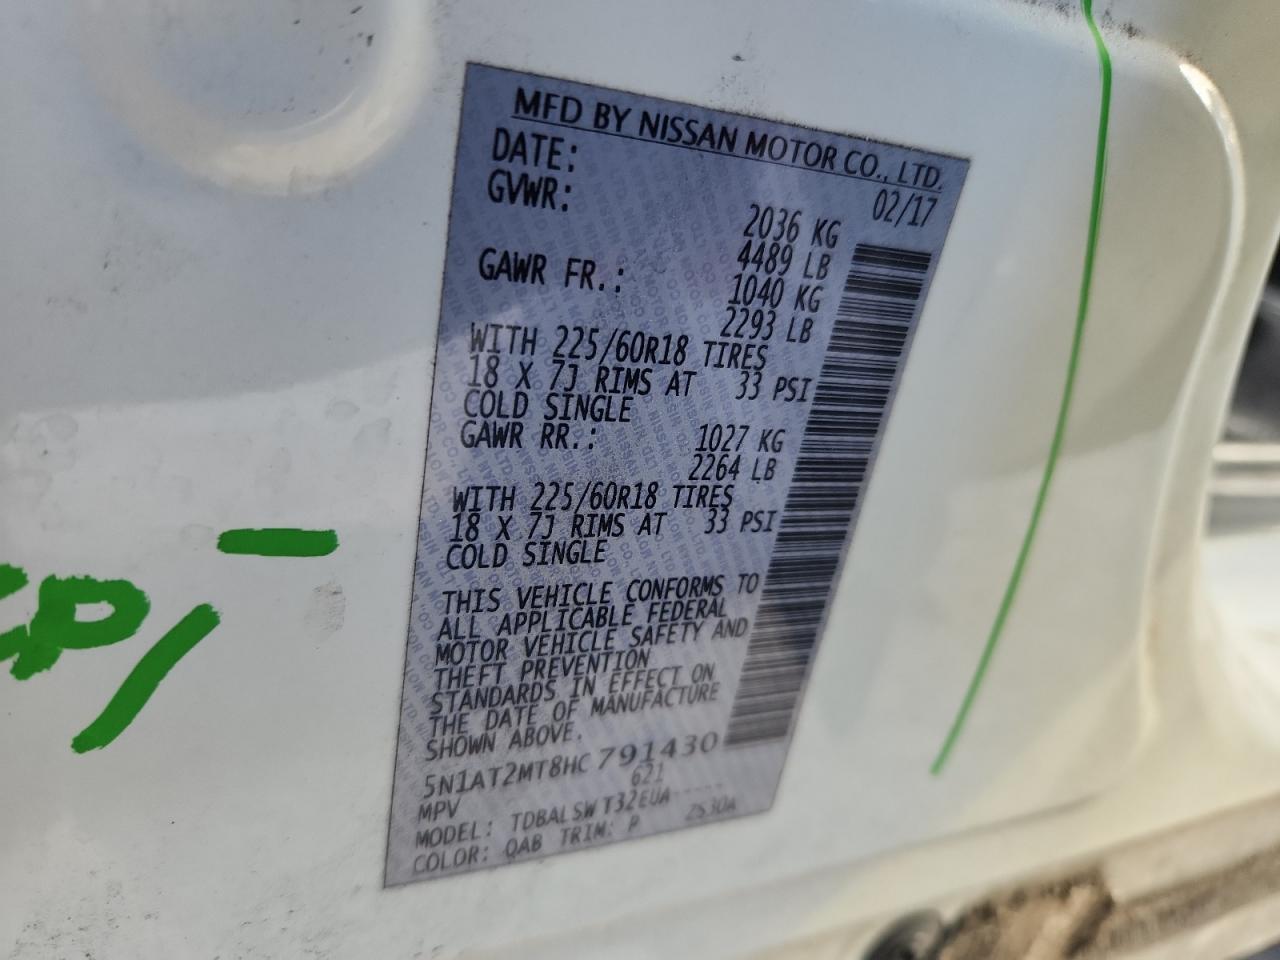 MFD BY NISSAN MOTOR CO., LTD.
DATE: 02/17
GVWR: 2036 KG
4489 LB
GAWR FR.: 1040 KG
2293 LB
WITH 225/60R18 TIRES
18 X 7J RIMS AT 33 PSI
COLD SINGLE
GAWR RR.: 1027 KG
2264 LB
WITH 225/60R18 TIRES
18 X 7J RIMS AT 33 PSI
COLD SINGLE
THIS VEHICLE CONFORMS TO
ALL APPLICABLE FEDERAL
MOTOR VEHICLE SAFETY AND
THEFT PREVENTION
STANDARDS IN EFFECT ON
THE DATE OF MANUFACTURE
SHOWN ABOVE.
5N1AT2MT8HC791430
MPV 621
MODEL: TDBALSWT32EUA-----
COLOR: QAB TRIM: P 2S30A